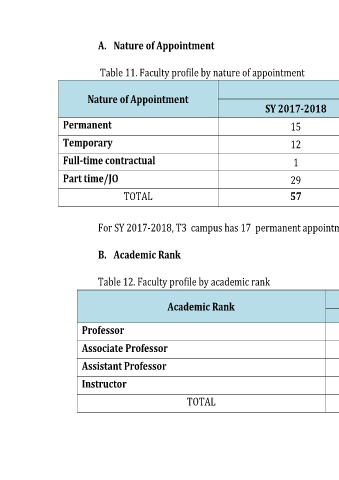 A. Nature of Appointment
Table 11. Faculty profile by nature of appointment
Nature of Appointment
SY 2017-2018
Permanent 15
Temporary 12
Full-time contractual 1
Part time/JO 29
TOTAL 57
For SY 2017-2018, T3 campus has 17 permanent
B. Academic Rank
Table 12. Faculty profile by academic rank
Academic Rank
Professor
Associate Professor
Assistant Professor
Instructor
TOTAL